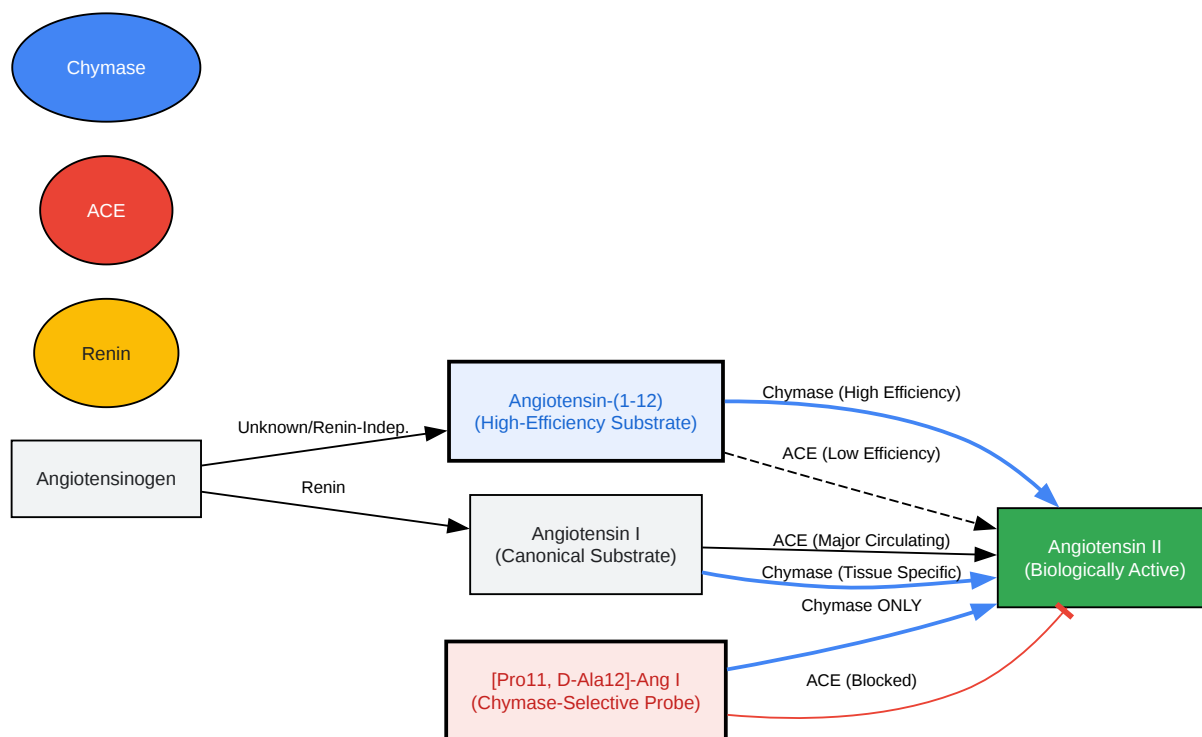 Chymase
ACE
Renin
Angiotensinogen
Unknown/Renin-Indep.
Renin
Angiotensin-(1-12)
(High-Efficiency Substrate)
Angiotensin I
(Canonical Substrate)
[Pro11, D-Ala12]-Ang I
(Chymase-Selective Probe)
Chymase (High Efficiency)
ACE (Low Efficiency)
ACE (Major Circulating)
Chymase (Tissue Specific)
Chymase ONLY
ACE (Blocked)
Angiotensin II
(Biologically Active)